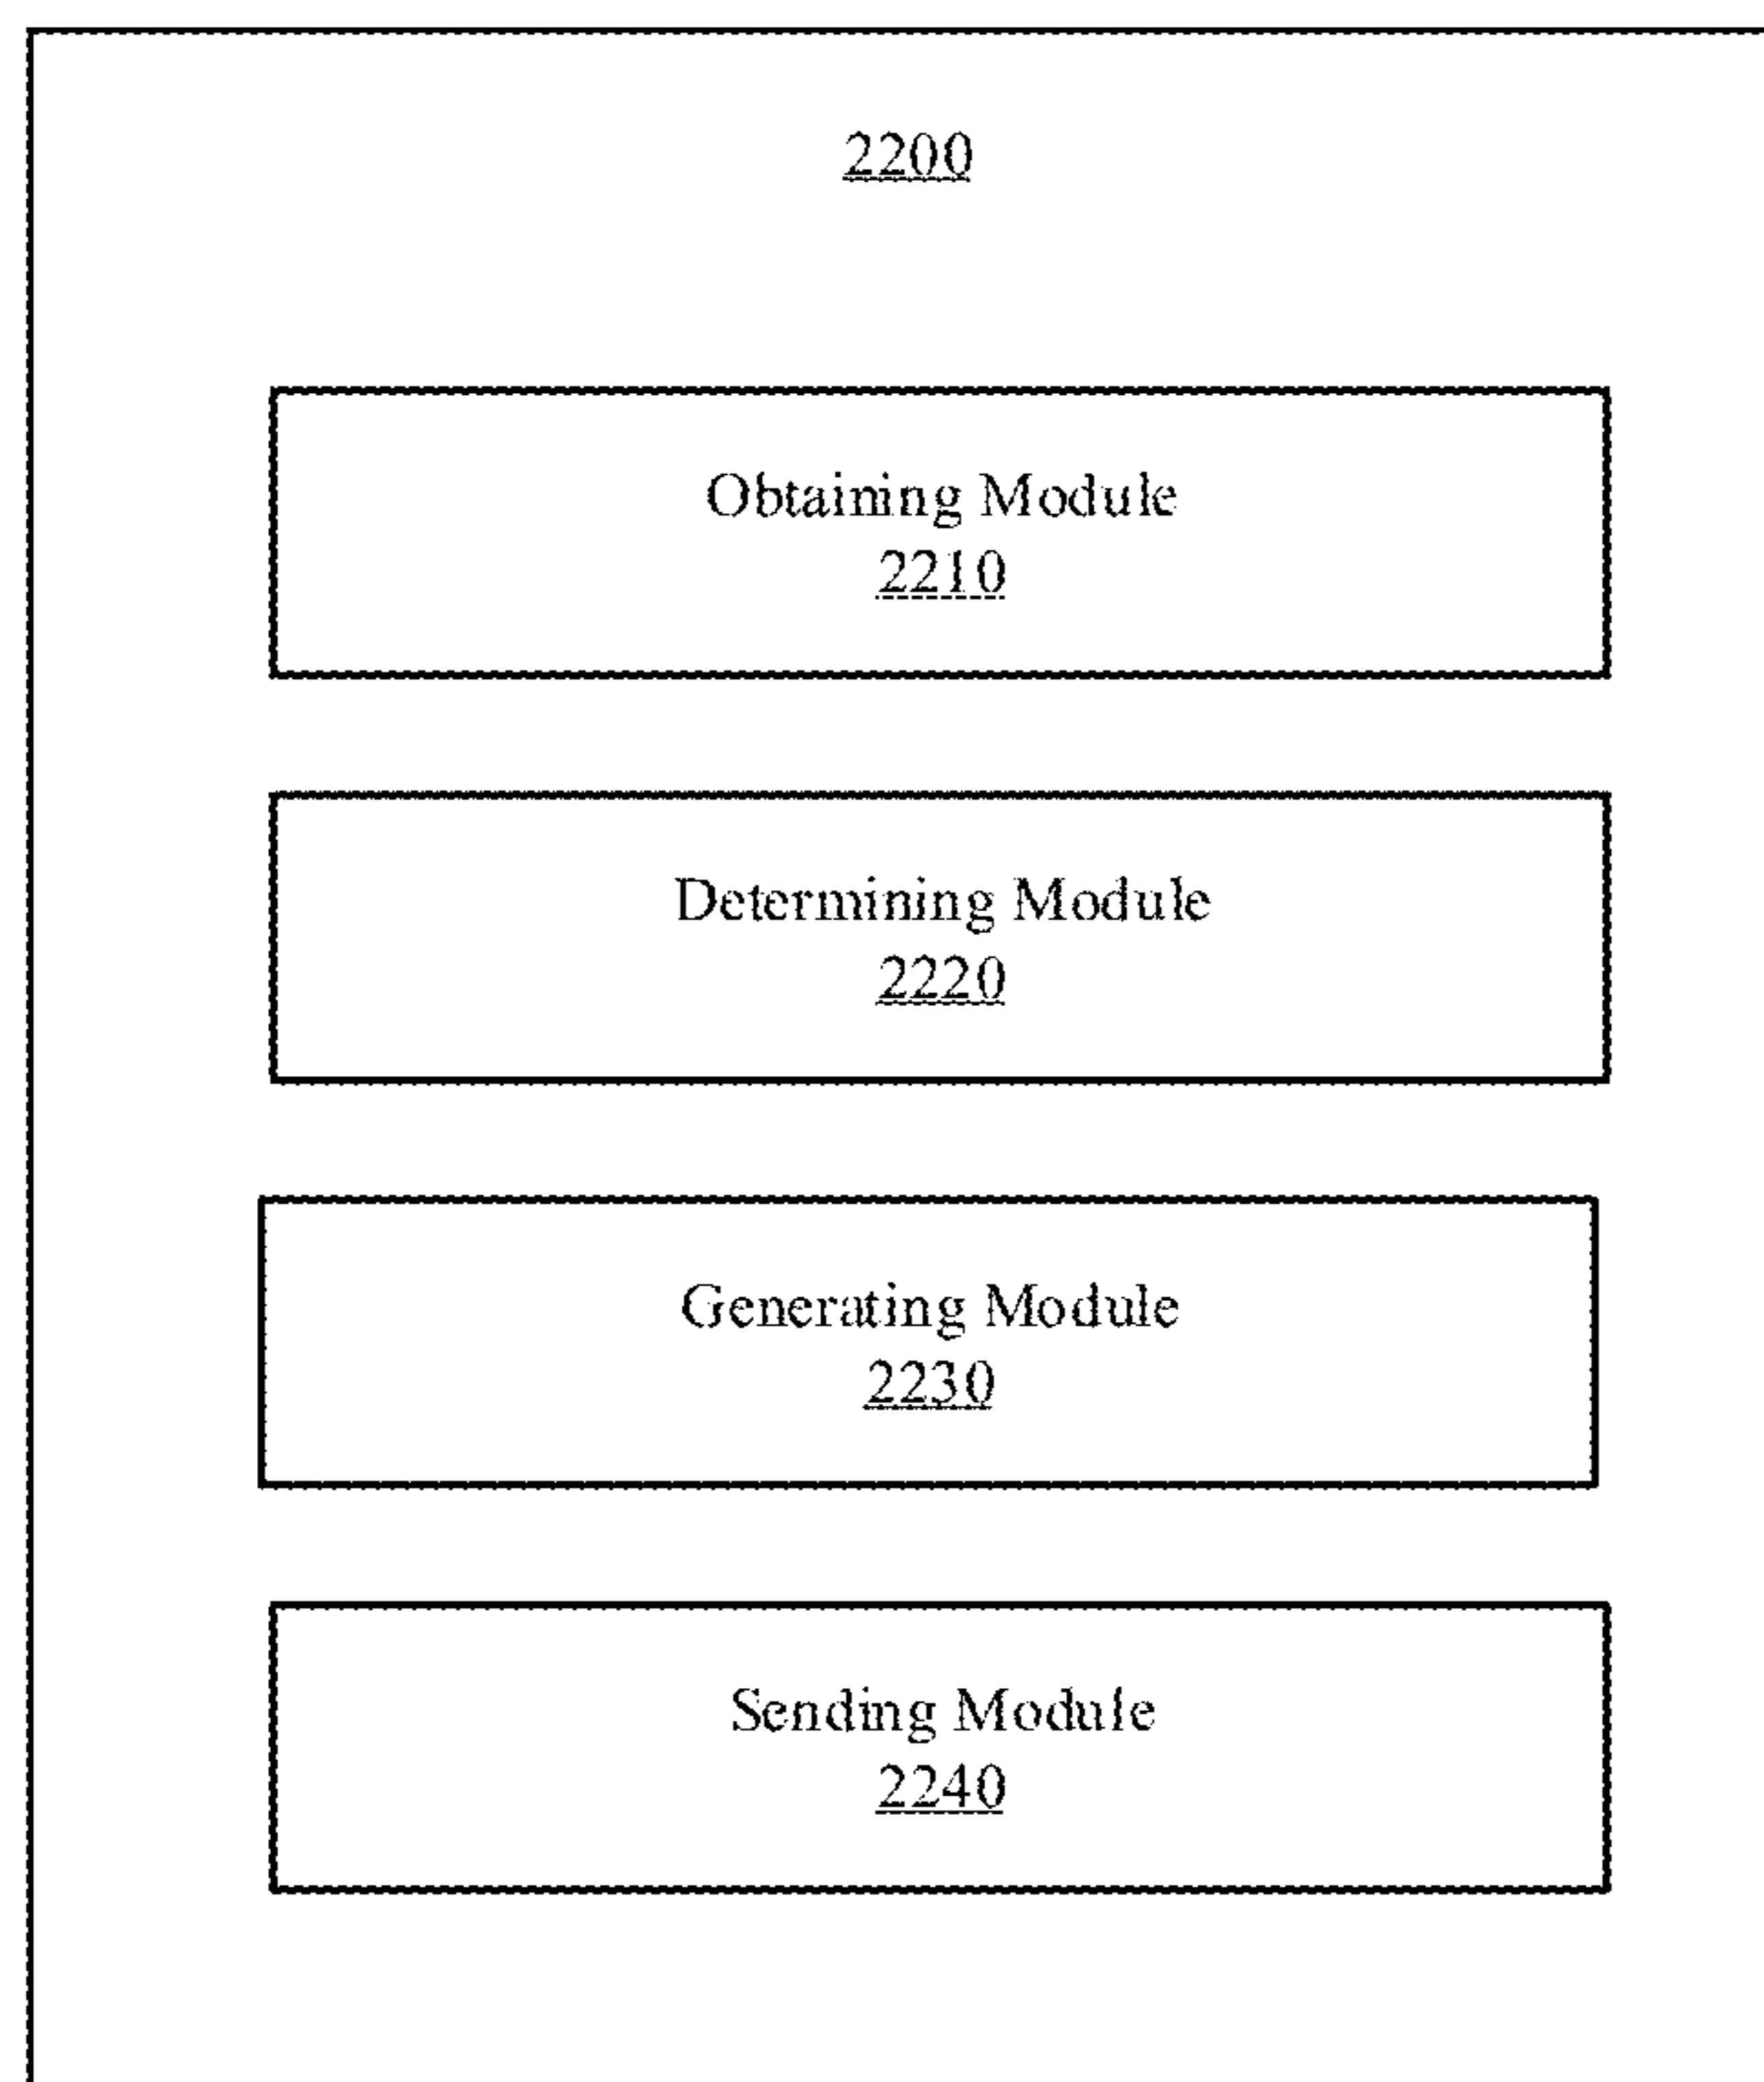 2200
Obtaining Module
2210
Determining Module
2220
Generating Module
2230
Sending Module
2240